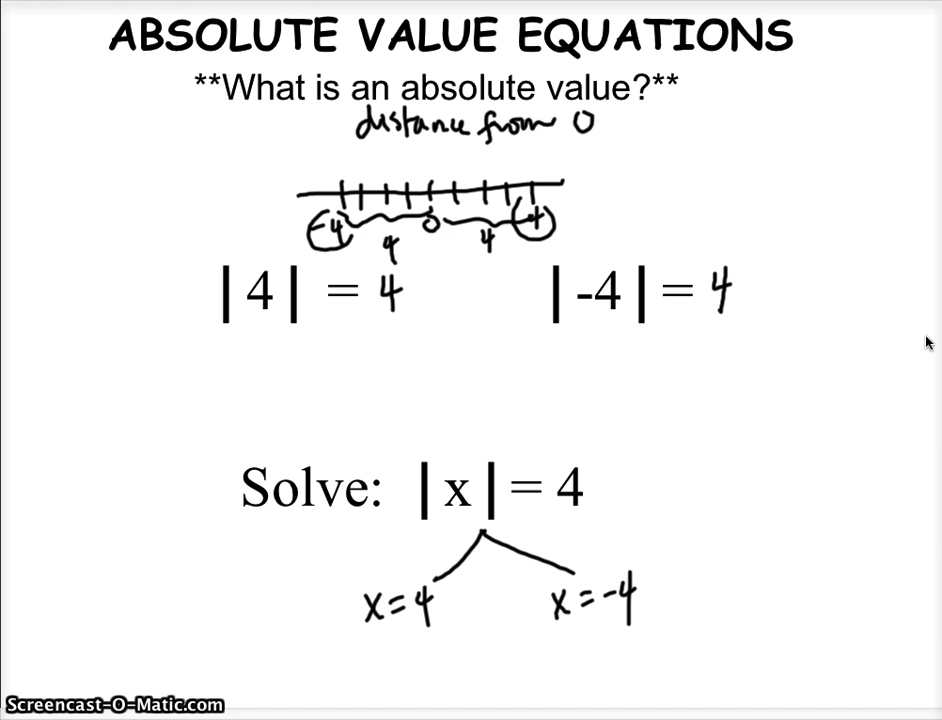 ABSOLUTE VALUE EQUATIONS
**What is an absolute value?**
distance from 0
-4 0 4
4 4
|4| = 4 |-4| = 4
Solve: |x| = 4
x=4 x=-4
Screencast-O-Matic.com